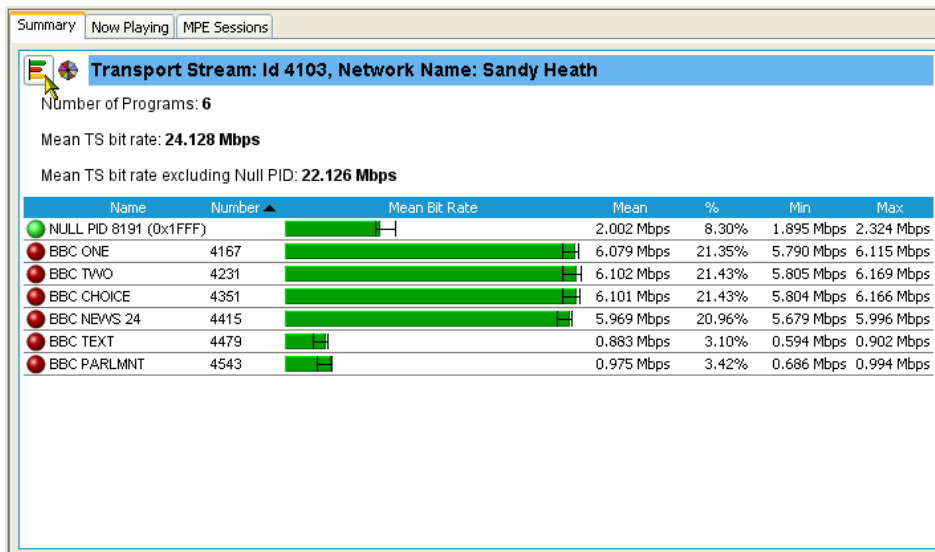 Summary Now Playing MPE Sessions
Transport Stream: Id 4103, Network Name: Sandy Heath
Number of Programs: 6
Mean TS bit rate: 24.128 Mbps
Mean TS bit rate excluding Null PID: 22.126 Mbps
Name Number Mean Bit Rate Mean % Min Max
NULL PID 8191 (0x1FFF) 2.002 Mbps 8.30% 1.895 Mbps 2.324 Mbps
BBC ONE 4167 6.079 Mbps 21.35% 5.790 Mbps 6.115 Mbps
BBC TWO 4231 6.102 Mbps 21.43% 5.805 Mbps 6.169 Mbps
BBC CHOICE 4351 6.101 Mbps 21.43% 5.804 Mbps 6.166 Mbps
BBC NEWS 24 4415 5.969 Mbps 20.96% 5.679 Mbps 5.996 Mbps
BBC TEXT 4479 0.883 Mbps 3.10% 0.594 Mbps 0.902 Mbps
BBC PARLMNT 4543 0.975 Mbps 3.42% 0.686 Mbps 0.994 Mbps